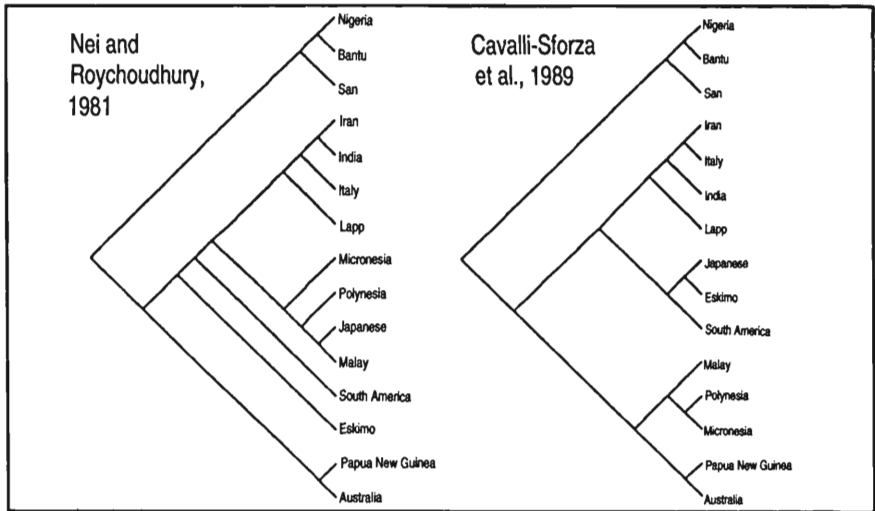 Nei and
Roychoudhury,
1981
Nigeria
Bantu
San
Iran
India
Italy
Lapp
Micronesia
Polynesia
Japanese
Malay
South America
Eskimo
Papua New Guinea
Australia
Cavalli-Sforza
et al., 1989
Nigeria
Bantu
San
Iran
Italy
India
Lapp
Japanese
Eskimo
South America
Malay
Polynesia
Micronesia
Papua New Guinea
Australia